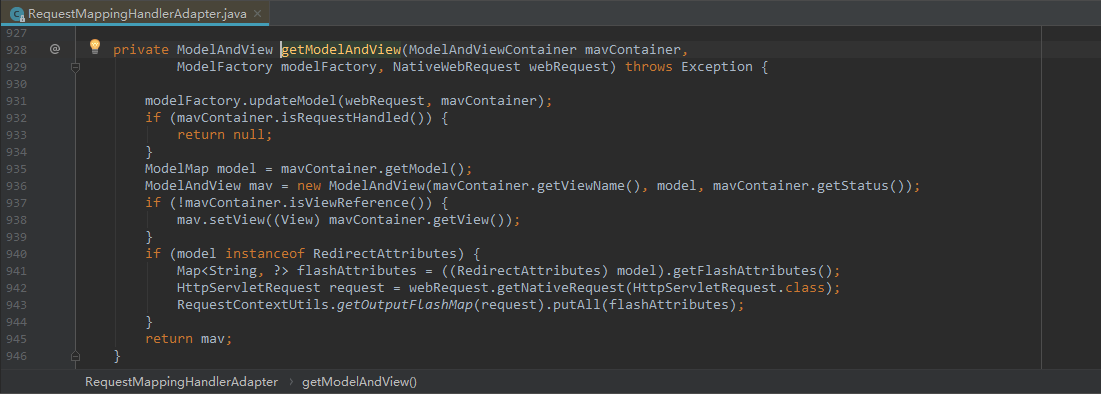 RequestMappingHandlerAdapter.java
927
928 @ private ModelAndView getModelAndView(ModelAndViewContainer mavContainer,
929 ModelFactory modelFactory, NativeWebRequest webRequest) throws Exception {
930
931 modelFactory.updateModel(webRequest, mavContainer);
932 if (mavContainer.isRequestHandled()) {
933 return null;
934 }
935 ModelMap model = mavContainer.getModel();
936 ModelAndView mav = new ModelAndView(mavContainer.getViewName(), model, mavContainer.getStatus());
937 if (!mavContainer.isViewReference()) {
938 mav.setView((View) mavContainer.getView());
939 }
940 if (model instanceof RedirectAttributes) {
941 Map<String, ?> flashAttributes = ((RedirectAttributes) model).getFlashAttributes();
942 HttpServletRequest request = webRequest.getNativeRequest(HttpServletRequest.class);
943 RequestContextUtils.getOutputFlashMap(request).putAll(flashAttributes);
944 }
945 return mav;
946 }
RequestMappingHandlerAdapter › getModelAndView()